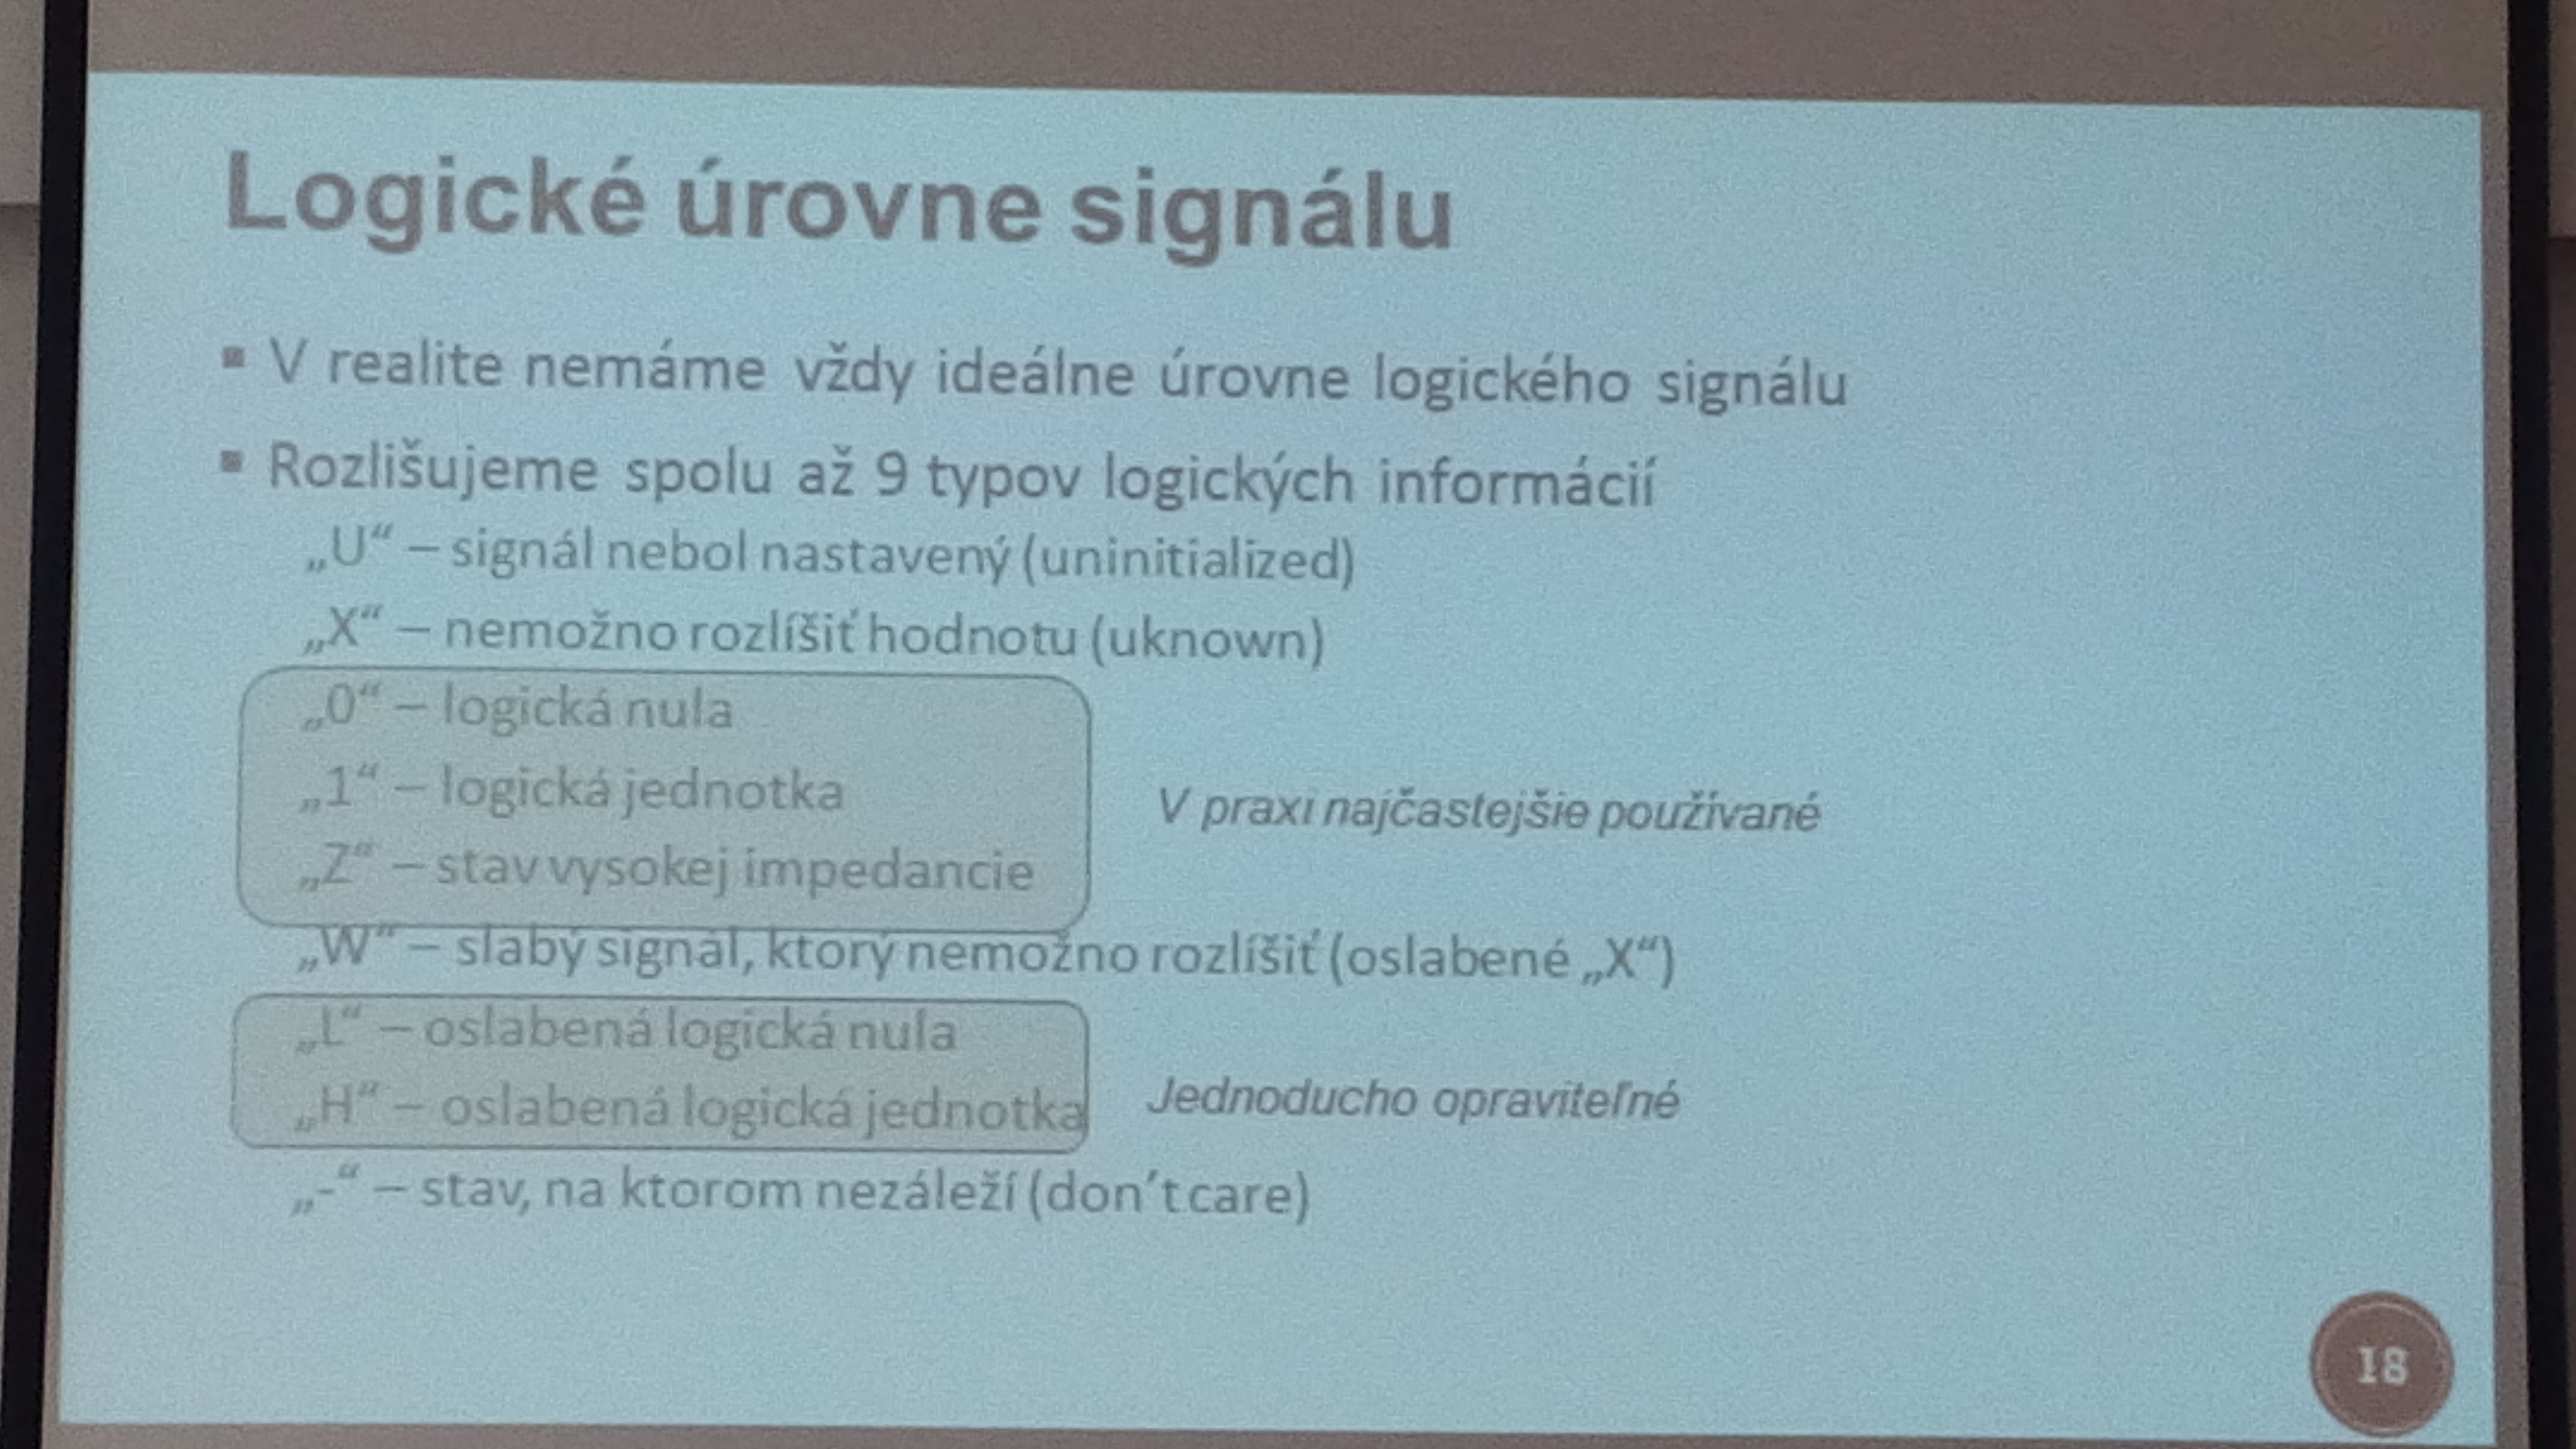 Logické úrovne signálu
▪ V realite nemáme vždy ideálne úrovne logického signálu
▪ Rozlišujeme spolu až 9 typov logických informácií
„U“ – signál nebol nastavený (uninitialized)
„X“ – nemožno rozlíšiť hodnotu (uknown)
„0“ – logická nula
„1“ – logická jednotka
V praxi najčastejšie používané
„Z“ – stav vysokej impedancie
„W“ – slabý signál, ktorý nemožno rozlíšiť (oslabené „X“)
„L“ – oslabená logická nula
„H“ – oslabená logická jednotka
Jednoducho opraviteľné
„-“ – stav, na ktorom nezáleží (don’t care)
18